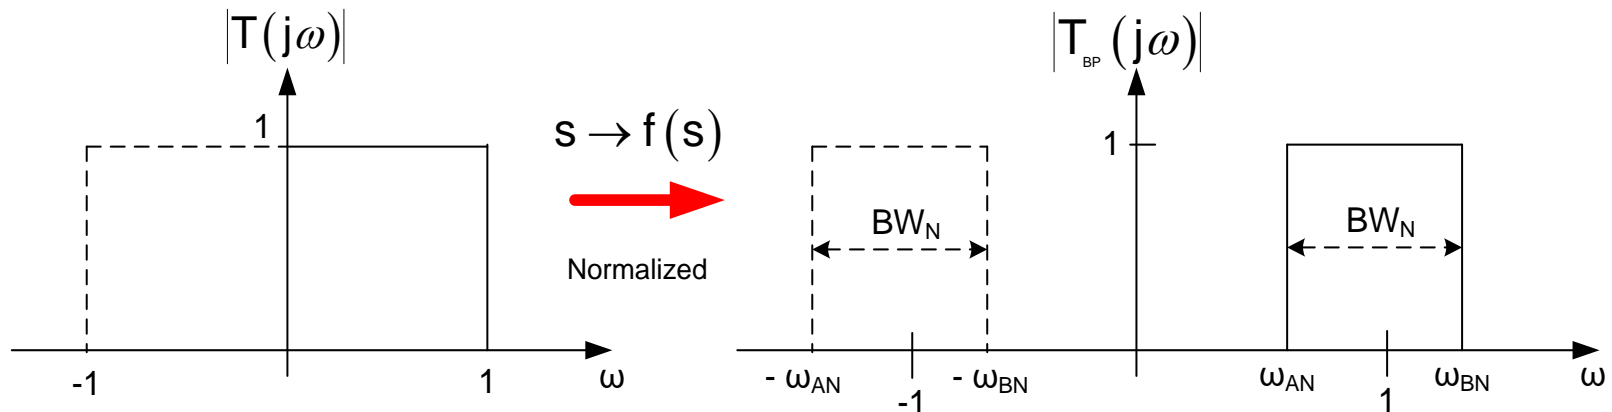 |T(jω)|
1
-1
1
ω
s → f(s)
Normalized
|T_BP(jω)|
1
BW_N
BW_N
- ω_AN
-1
- ω_BN
ω_AN
1
ω_BN
ω